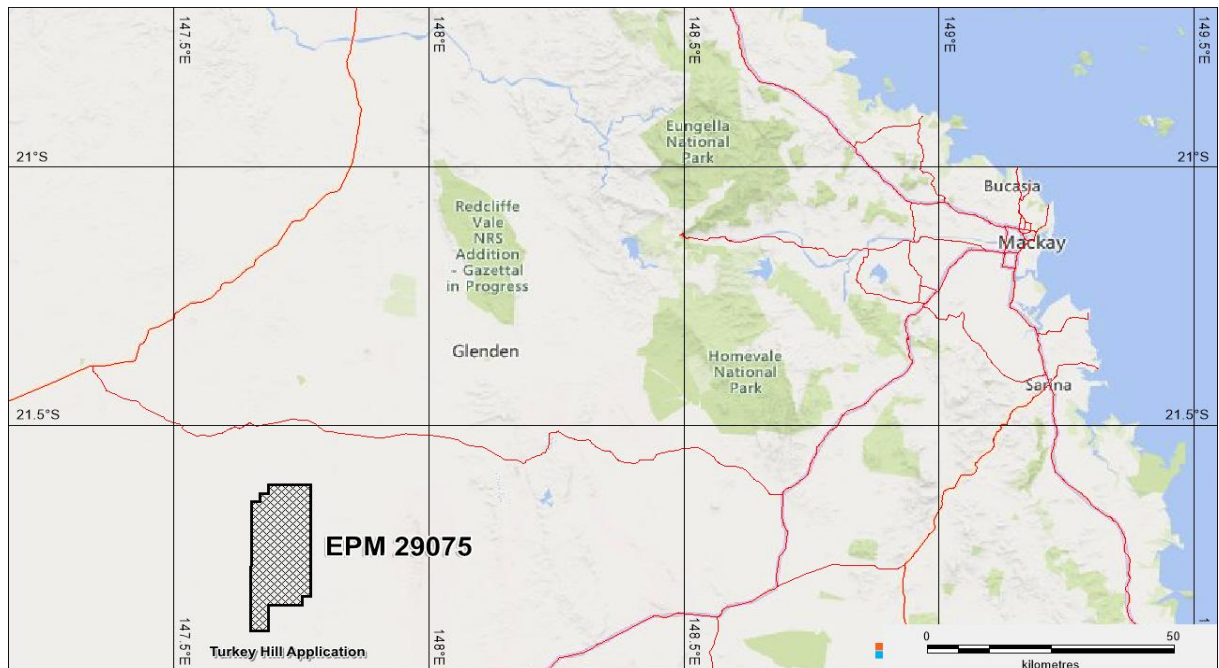 147.5°E
148°E
148.5°E
149°E
149.5°E
Eungella
National
Park
21°S
21°S
Bucasia
Redcliffe
Vale
NRS
Addition
- Gazettal
in Progress
Mackay
Glenden
Homevale
National
Park
Sarina
21.5°S
21.5°S
EPM 29075
Turkey Hill Application
147.5°E
148°E
148.5°E
1
0
50
kilometres